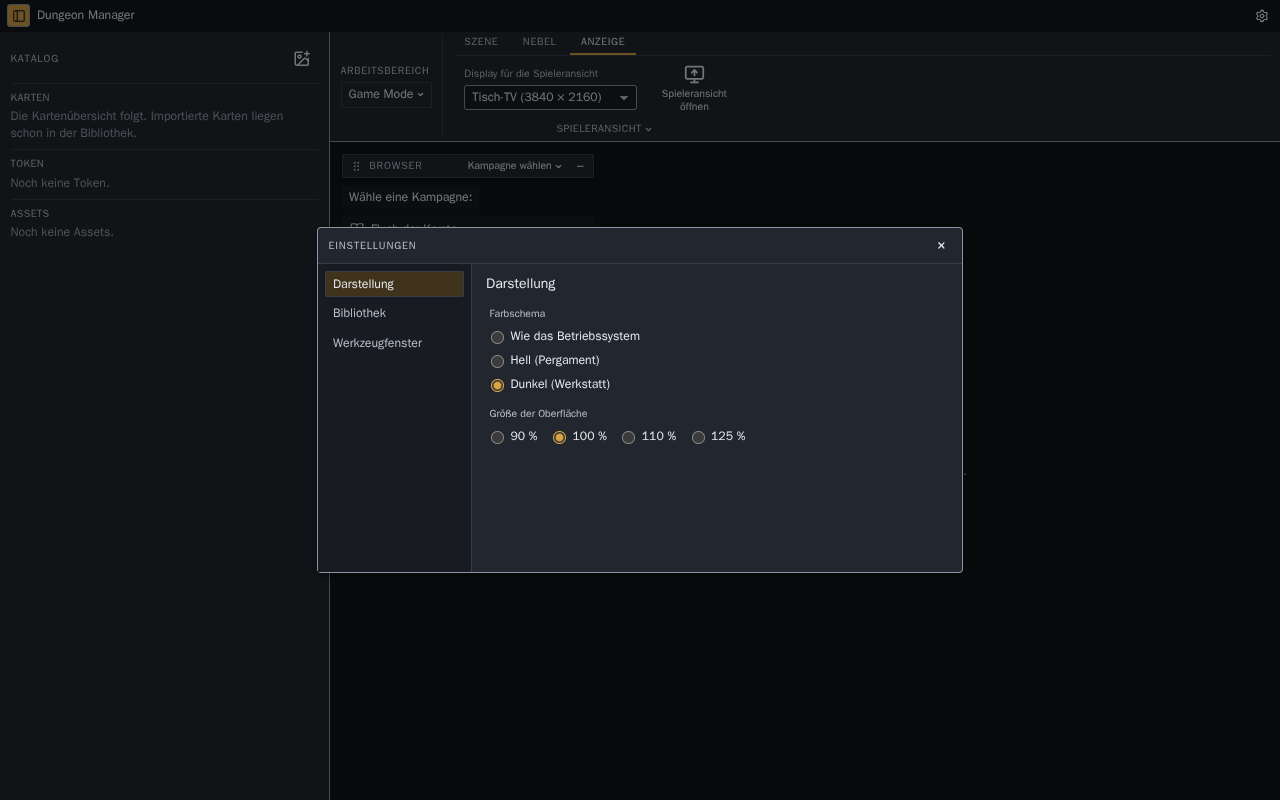 Dungeon Manager
KATALOG
KARTEN
Die Kartenübersicht folgt. Importierte Karten liegen
schon in der Bibliothek.
TOKEN
Noch keine Token.
ASSETS
Noch keine Assets.
ARBEITSBEREICH
Game Mode
SZENE NEBEL ANZEIGE
Display für die Spieleransicht
Tisch-TV (3840 × 2160)
Spieleransicht
öffnen
SPIELERANSICHT
BROWSER Kampagne wählen
Wähle eine Kampagne:
EINSTELLUNGEN
Darstellung
Bibliothek
Werkzeugfenster
Darstellung
Farbschema
Wie das Betriebssystem
Hell (Pergament)
Dunkel (Werkstatt)
Größe der Oberfläche
90 % 100 % 110 % 125 %